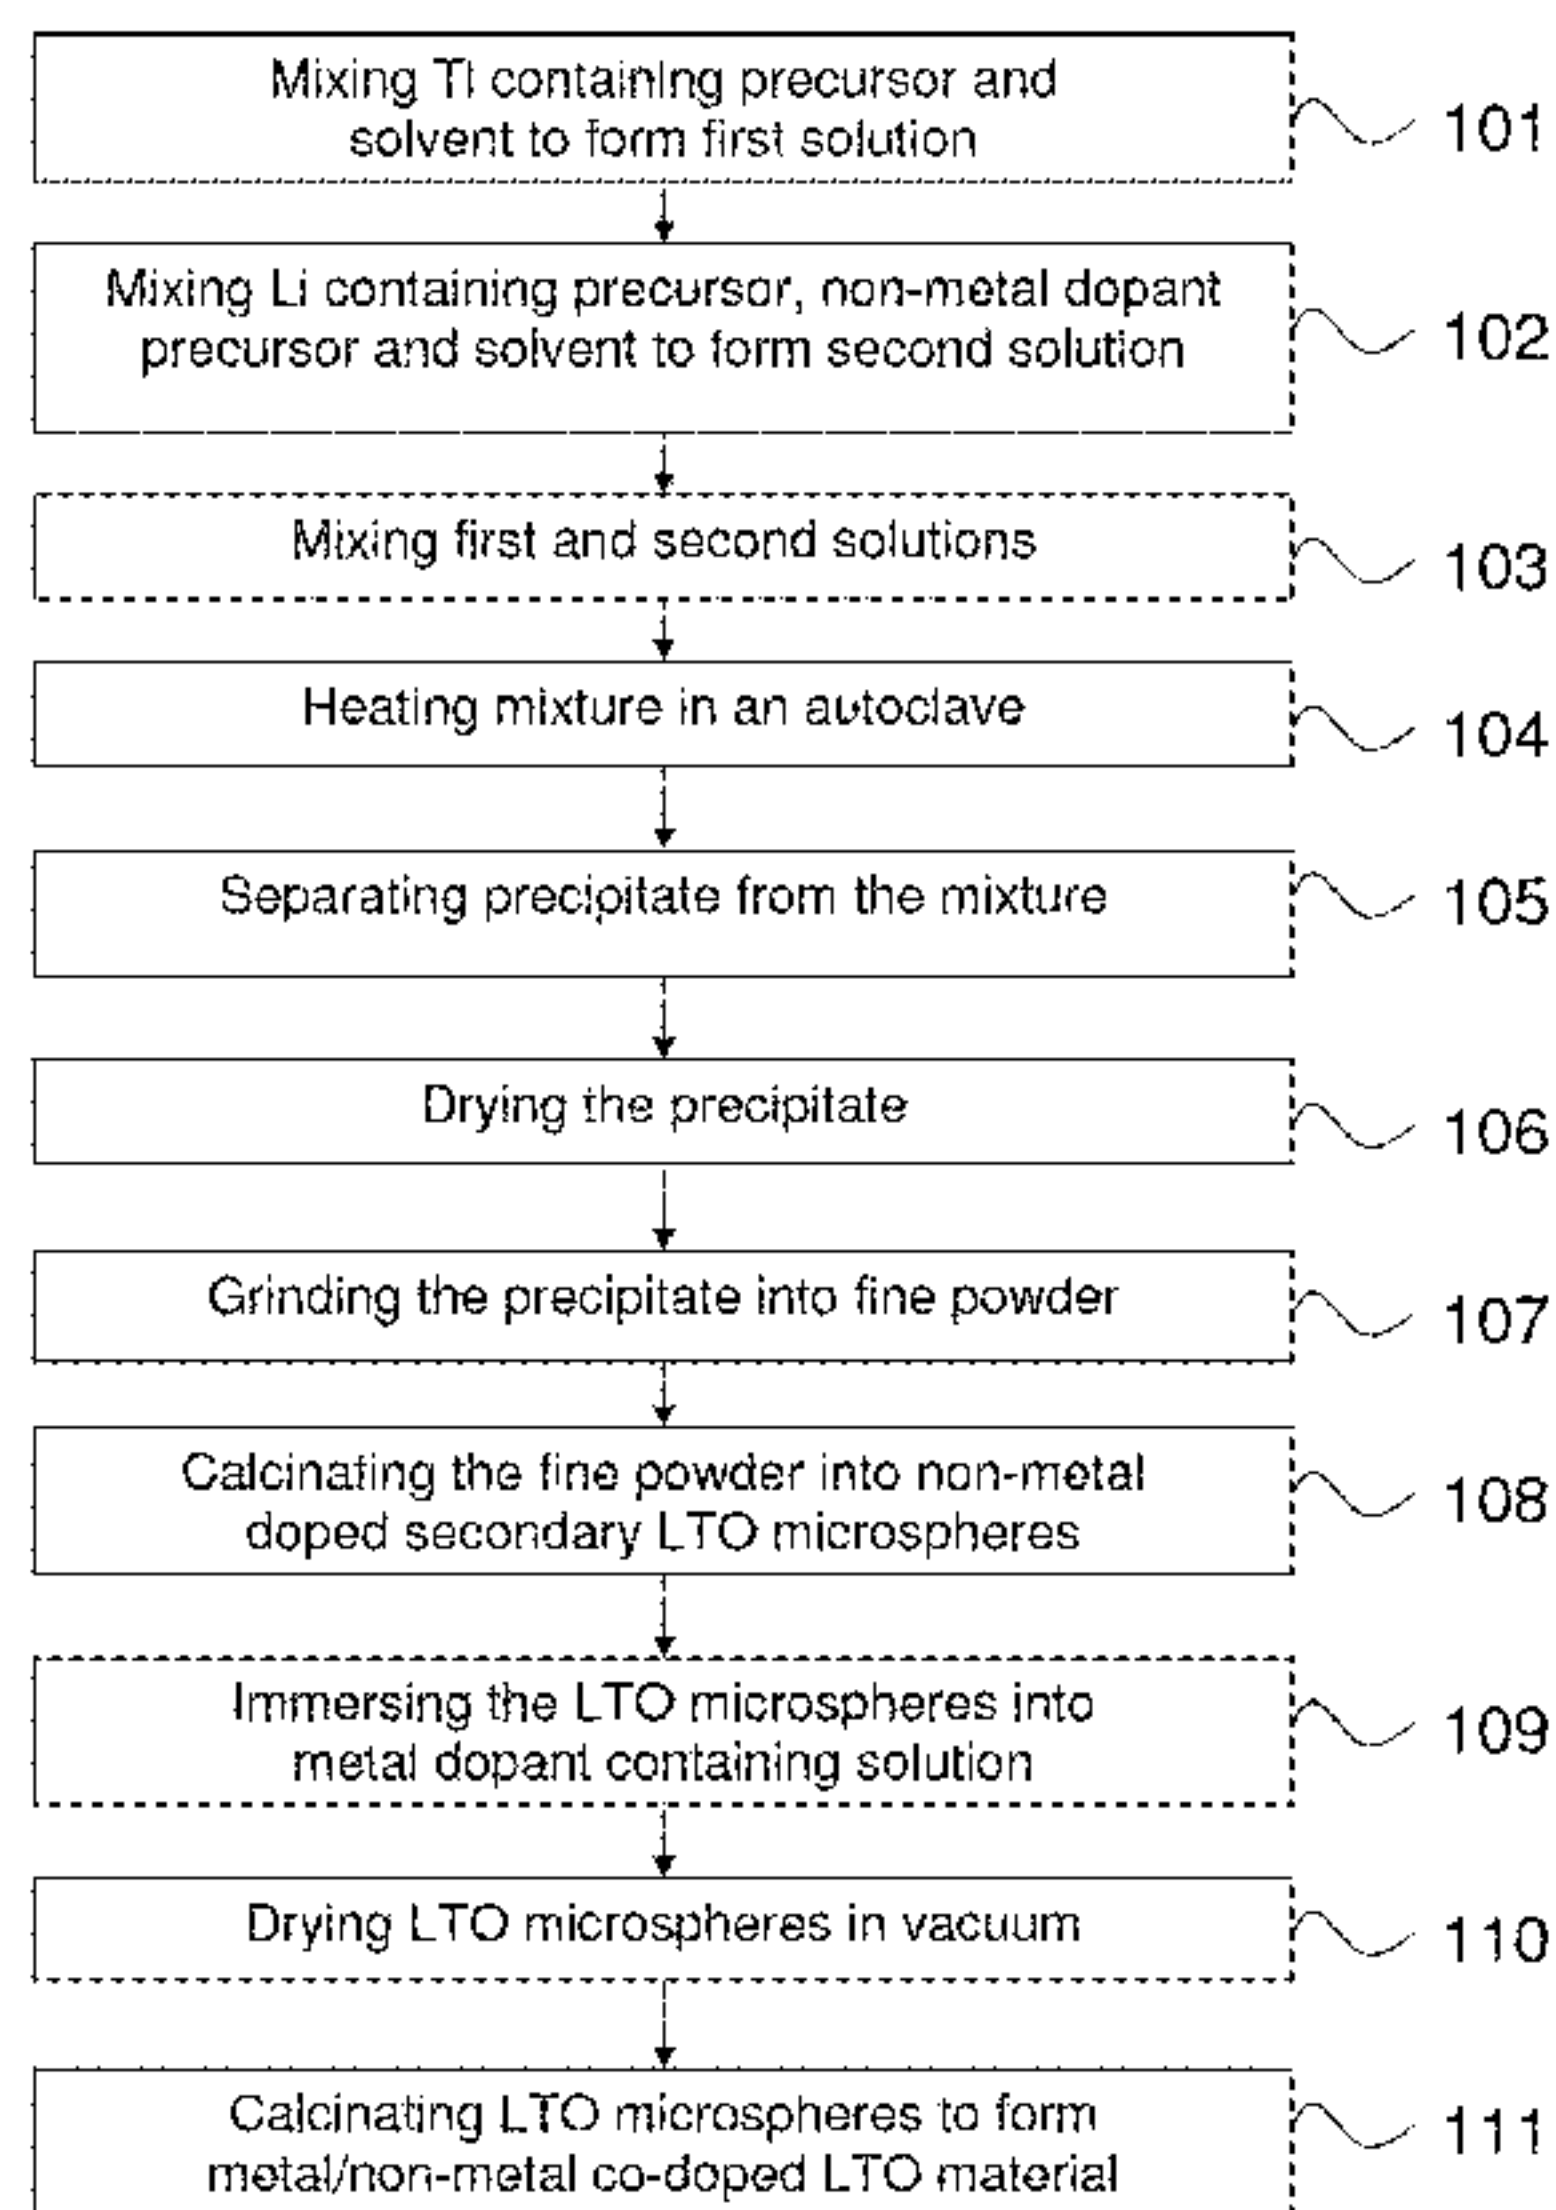 Mixing Ti containing precursor and
solvent to form first solution
101
Mixing Li containing precursor, non-metal dopant
precursor and solvent to form second solution
102
Mixing first and second solutions
103
Heating mixture in an autoclave
104
Separating precipitate from the mixture
105
Drying the precipitate
106
Grinding the precipitate into fine powder
107
Calcinating the fine powder into non-metal
doped secondary LTO microspheres
108
Immersing the LTO microspheres into
metal dopant containing solution
109
Drying LTO microspheres in vacuum
110
Calcinating LTO microspheres to form
metal/non-metal co-doped LTO material
111